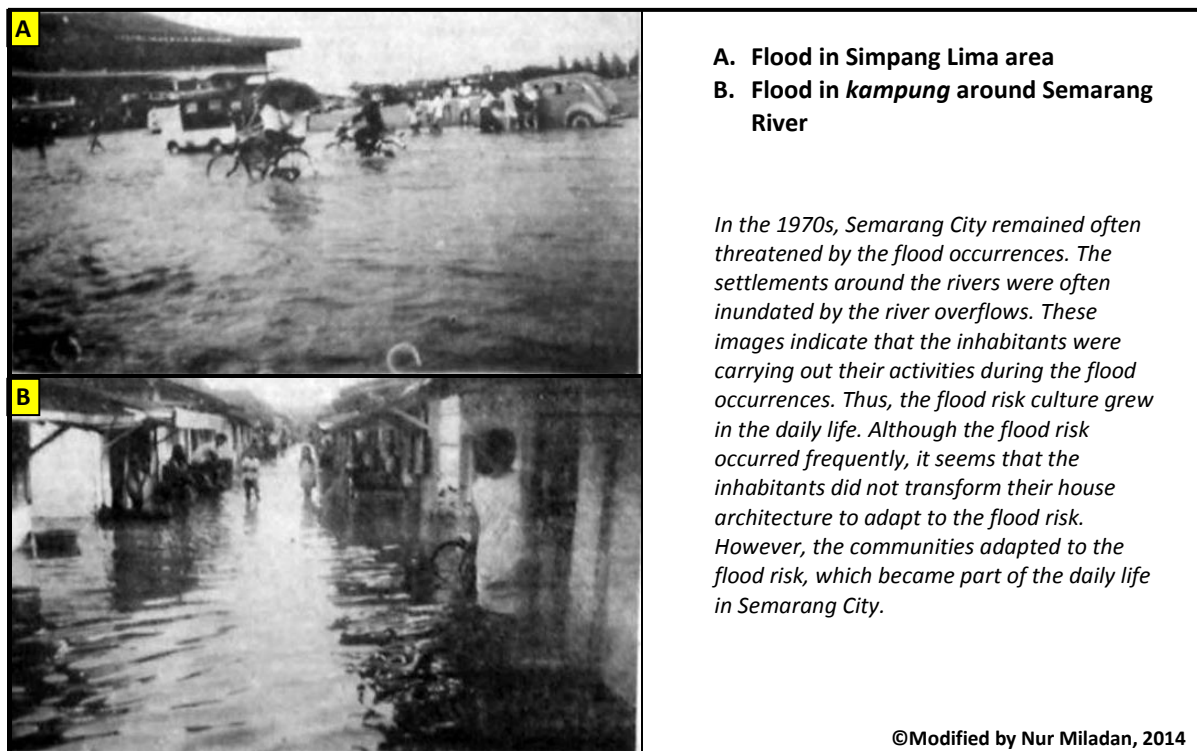 A
A. Flood in Simpang Lima area
B. Flood in kampung around Semarang
River
In the 1970s, Semarang City remained often
threatened by the flood occurrences. The
settlements around the rivers were often
inundated by the river overflows. These
images indicate that the inhabitants were
carrying out their activities during the flood
occurrences. Thus, the flood risk culture grew
in the daily life. Although the flood risk
occurred frequently, it seems that the
inhabitants did not transform their house
architecture to adapt to the flood risk.
However, the communities adapted to the
flood risk, which became part of the daily life
in Semarang City.
B
©Modified by Nur Miladan, 2014